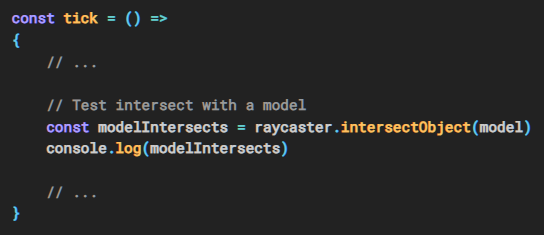 const tick = () =>
{
    // ...

    // Test intersect with a model
    const modelIntersects = raycaster.intersectObject(model)
    console.log(modelIntersects)

    // ...
}